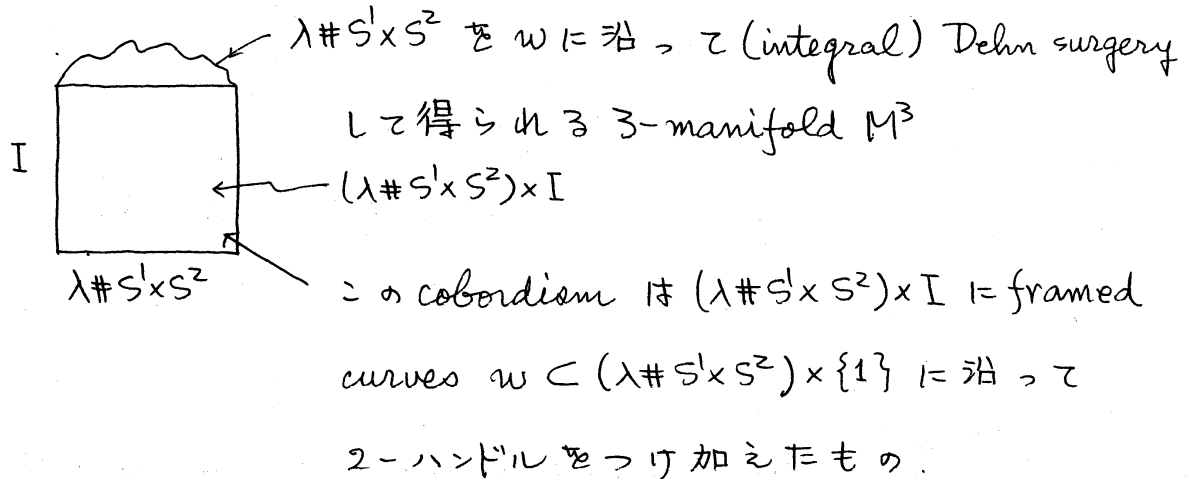 λ#S¹×S² を w に沿って (integral) Dehn surgery
して得られる 3-manifold M³
I
(λ#S¹×S²)×I
λ#S¹×S²
この cobordism は (λ#S¹×S²)×I に framed
curves w ⊂ (λ#S¹×S²)×{1} に沿って
2-ハンドルをつけ加えたもの.